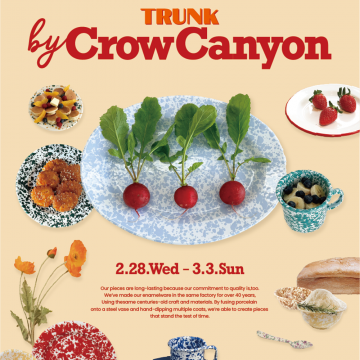 TRUNK
by CrowCanyon
2.28.Wed – 3.3.Sun
Our pieces are long-lasting because our commitment to quality is,too.
We've made our enamelware in the same factory for over 40 years,
Using thesame centuries-old craft and materials. By fusing porcelain
onto a steel vase and hand-dipping multiple coats, we're able to create pieces
that stand the test of time.